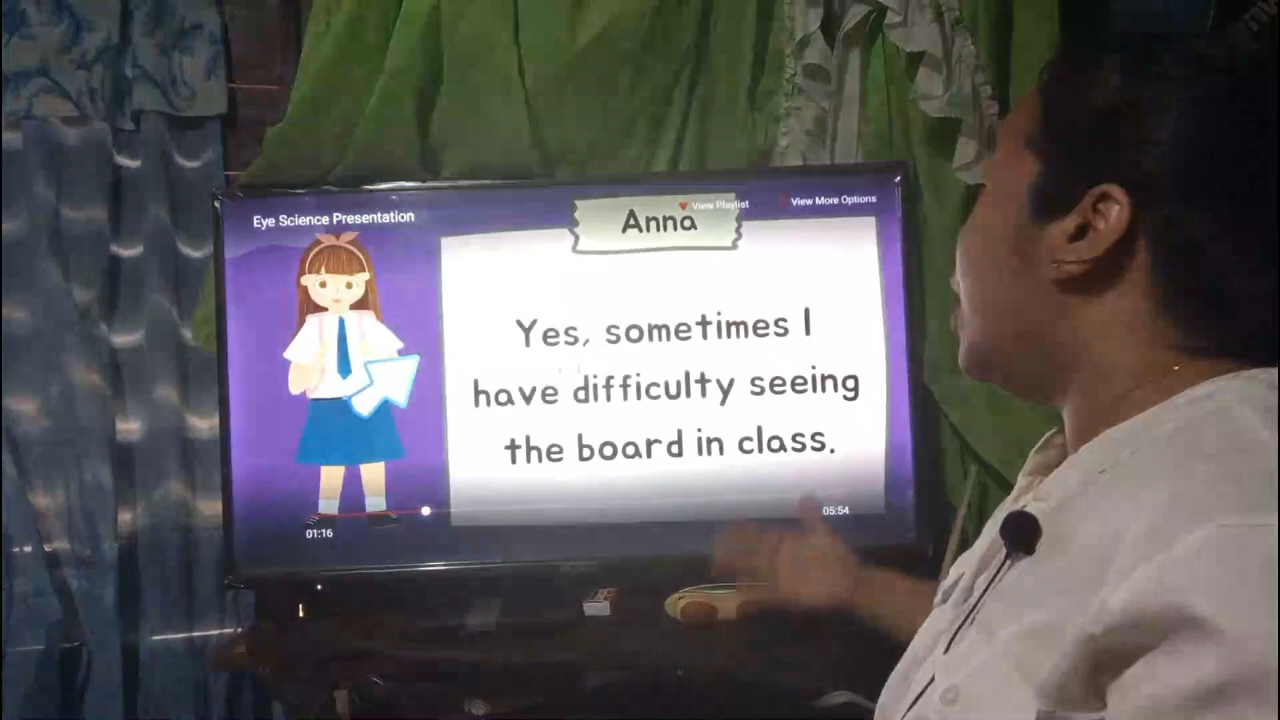 Eye Science Presentation
View Playlist
View More Options
Anna
Yes, sometimes I
have difficulty seeing
the board in class.
01:16
05:54